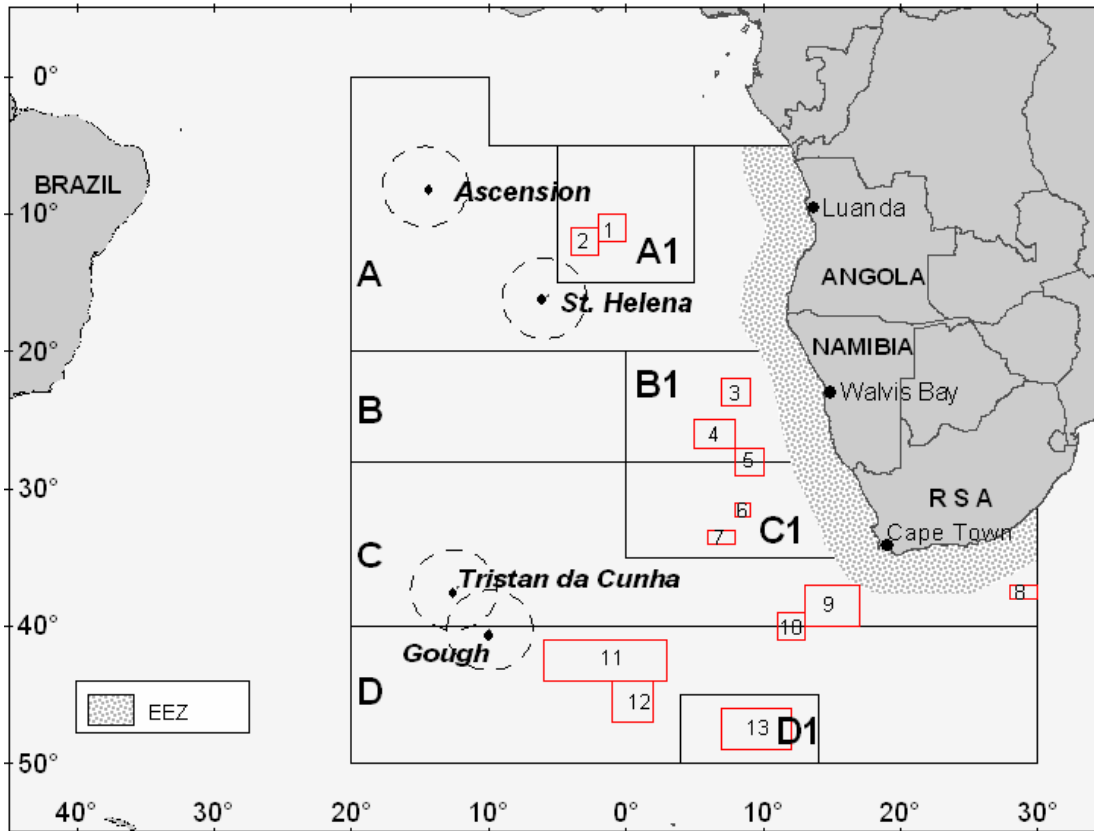 0°
BRAZIL
Ascension
Luanda
10°
1
2
A1
A
ANGOLA
St. Helena
20°
NAMIBIA
B1
3
Walvis Bay
B
4
5
30°
RSA
6
C1
7
Cape Town
C
Tristan da Cunha
8
9
40°
10
Gough
11
D
12
EEZ
13
D1
50°
40° 30° 20° 10° 0° 10° 20° 30°